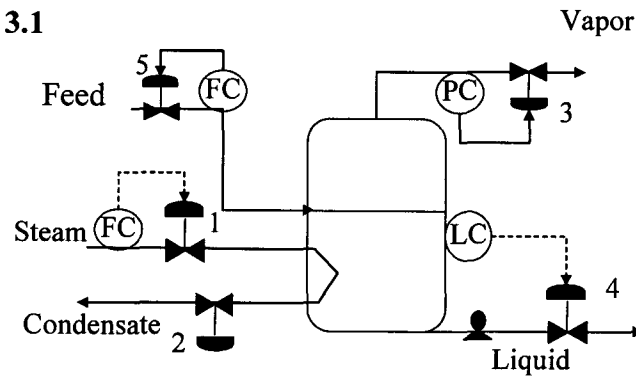 3.1
Vapor
5
FC
Feed
PC
3
FC
1
Steam
LC
4
Condensate
2
Liquid